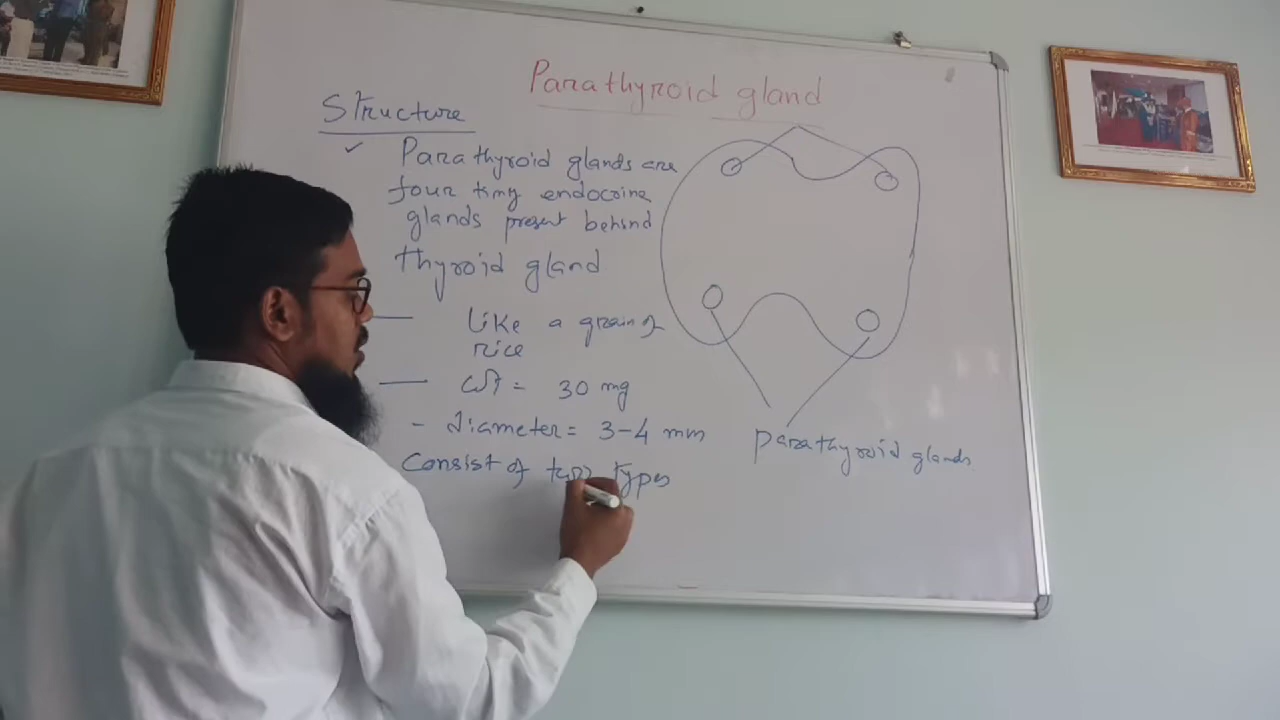 Parathyroid gland
Structure
✓ Parathyroid glands are
four tiny endocrine
glands present behind
thyroid gland
— Like a grain of
rice
— wt = 30 mg
- diameter = 3-4 mm
Consist of two types
parathyroid glands